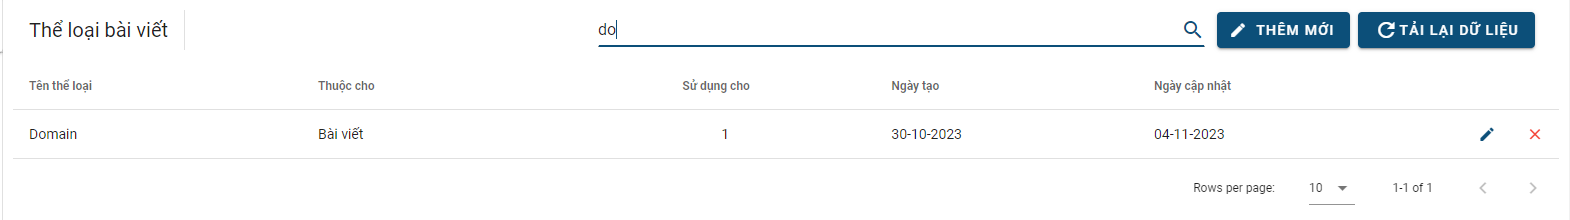 Thể loại bài viết
do
THÊM MỚI
TẢI LẠI DỮ LIỆU
Tên thể loại Thuộc cho Sử dụng cho Ngày tạo Ngày cập nhật
Domain Bài viết 1 30-10-2023 04-11-2023
Rows per page: 10 1-1 of 1